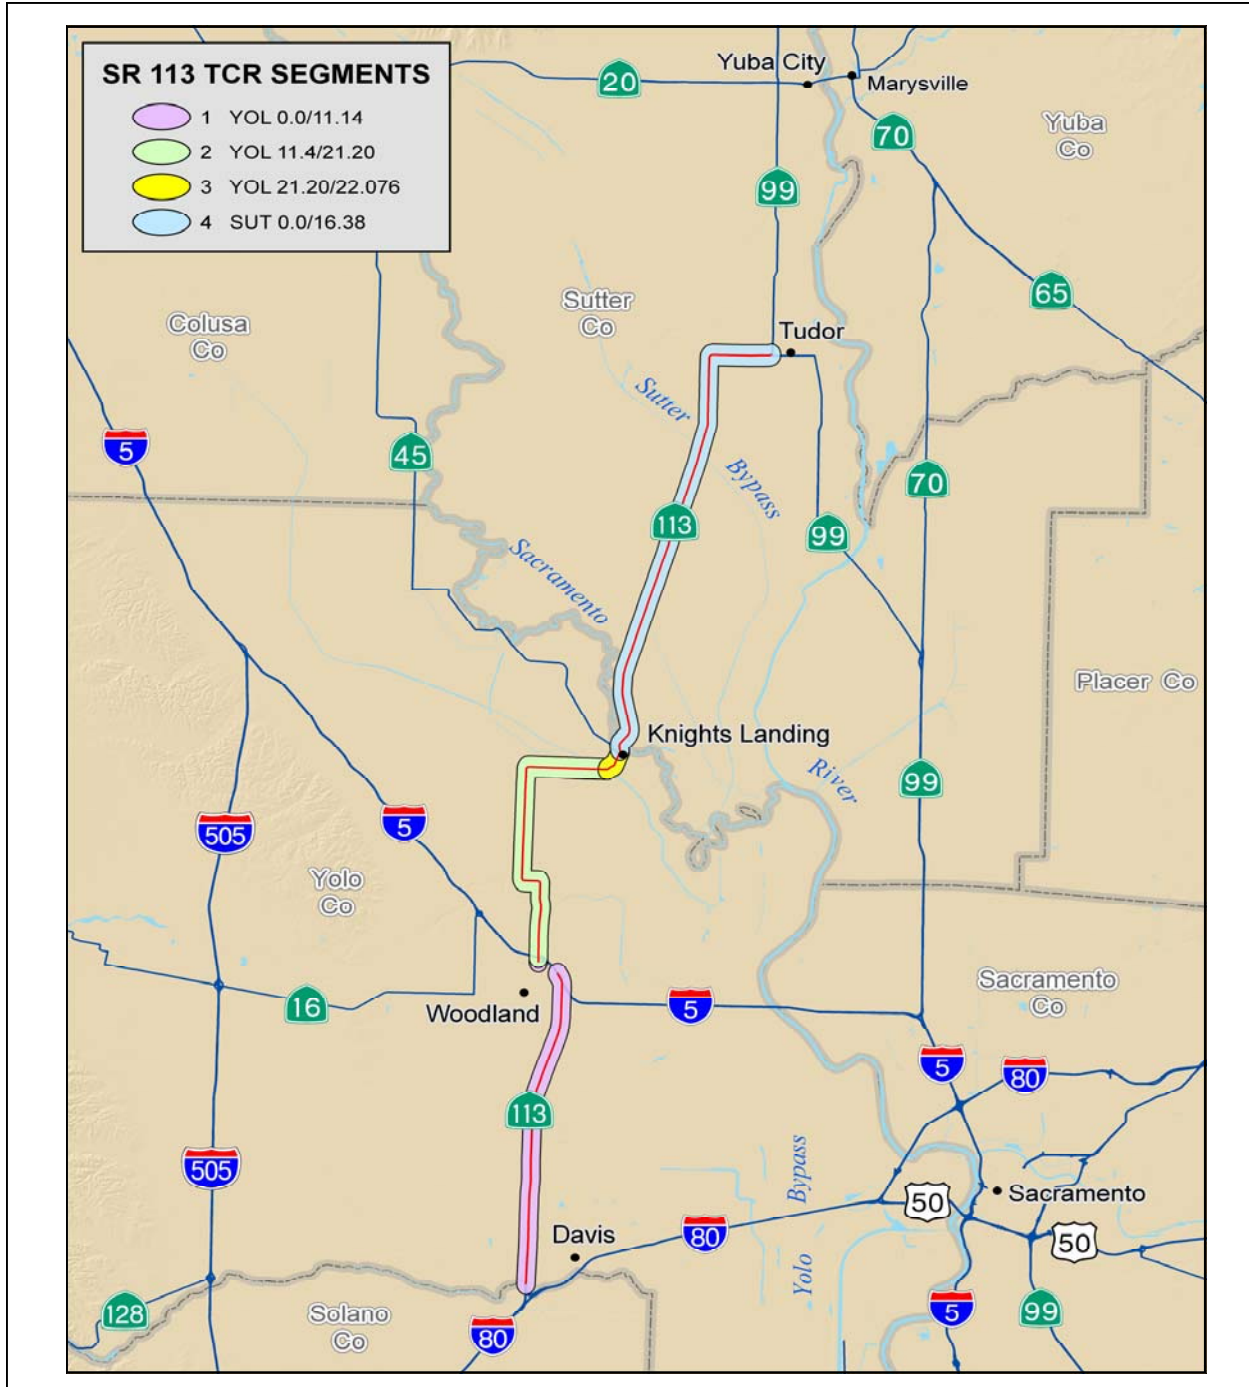 SR 113 TCR SEGMENTS
1 YOL 0.0/11.14
2 YOL 11.4/21.20
3 YOL 21.20/22.076
4 SUT 0.0/16.38
20
Yuba City
Marysville
70
Yuba
Co
99
65
Sutter
Co
Colusa
Co
Tudor
Sutter
Bypass
5
45
70
113
99
Sacramento
Placer Co
Knights Landing
River
99
505
5
Yolo
Co
Sacramento
Co
16
Woodland
5
5
80
113
505
Bypass
50
Sacramento
Davis
80
50
Yolo
128
Solano
Co
80
5
99